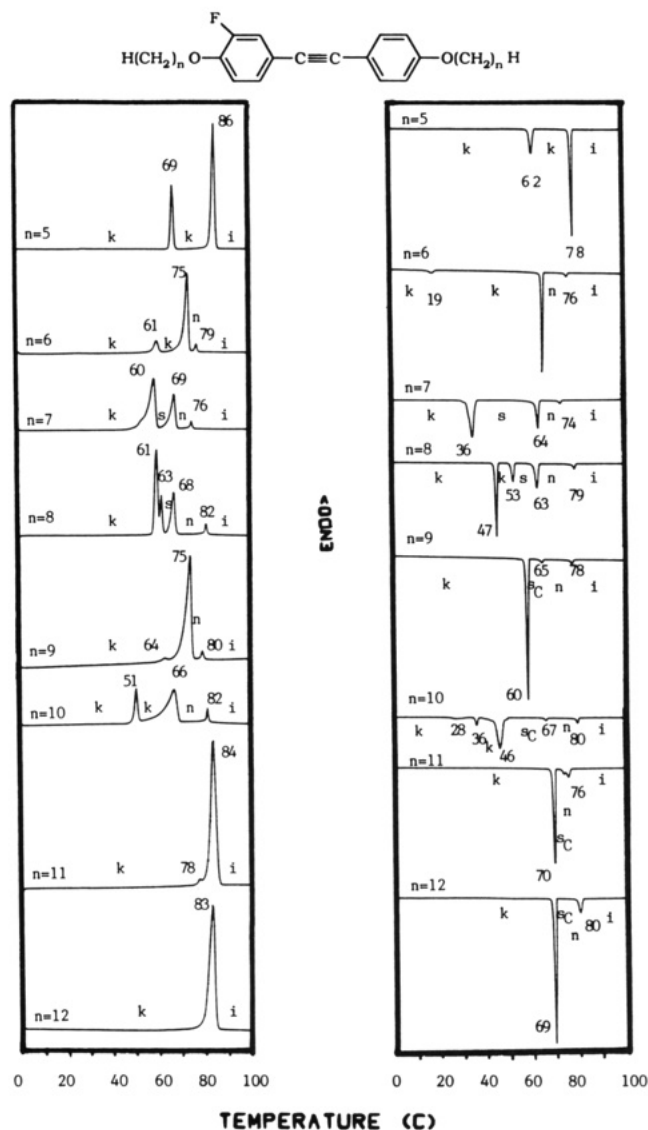 F
H(CH2)n O C≡C O(CH2)n H
86
69
n=5 k k i
75
n
61 79
n=6 k k i
60 69
76
n=7 k s n i
61
63 68
s 82
n=8 k n i
75
n
64 80
n=9 k i
51 66
82
n=10 k k n i
84
78
n=11 k i
83
n=12 k i
0 20 40 60 80 100
ENDO>
n=5
k k i
62
78
n=6
k k n i
19 76
n=7
k s n i
36 64 74
n=8
k k s n i
47 53 63 79
n=9
65 78
k sC n i
60
n=10
k 28 36 k 46 sC 67 n 80 i
n=11
k 76 i
n
sC
70
n=12
k sC 80 i
n
69
0 20 40 60 80 100
TEMPERATURE (C)